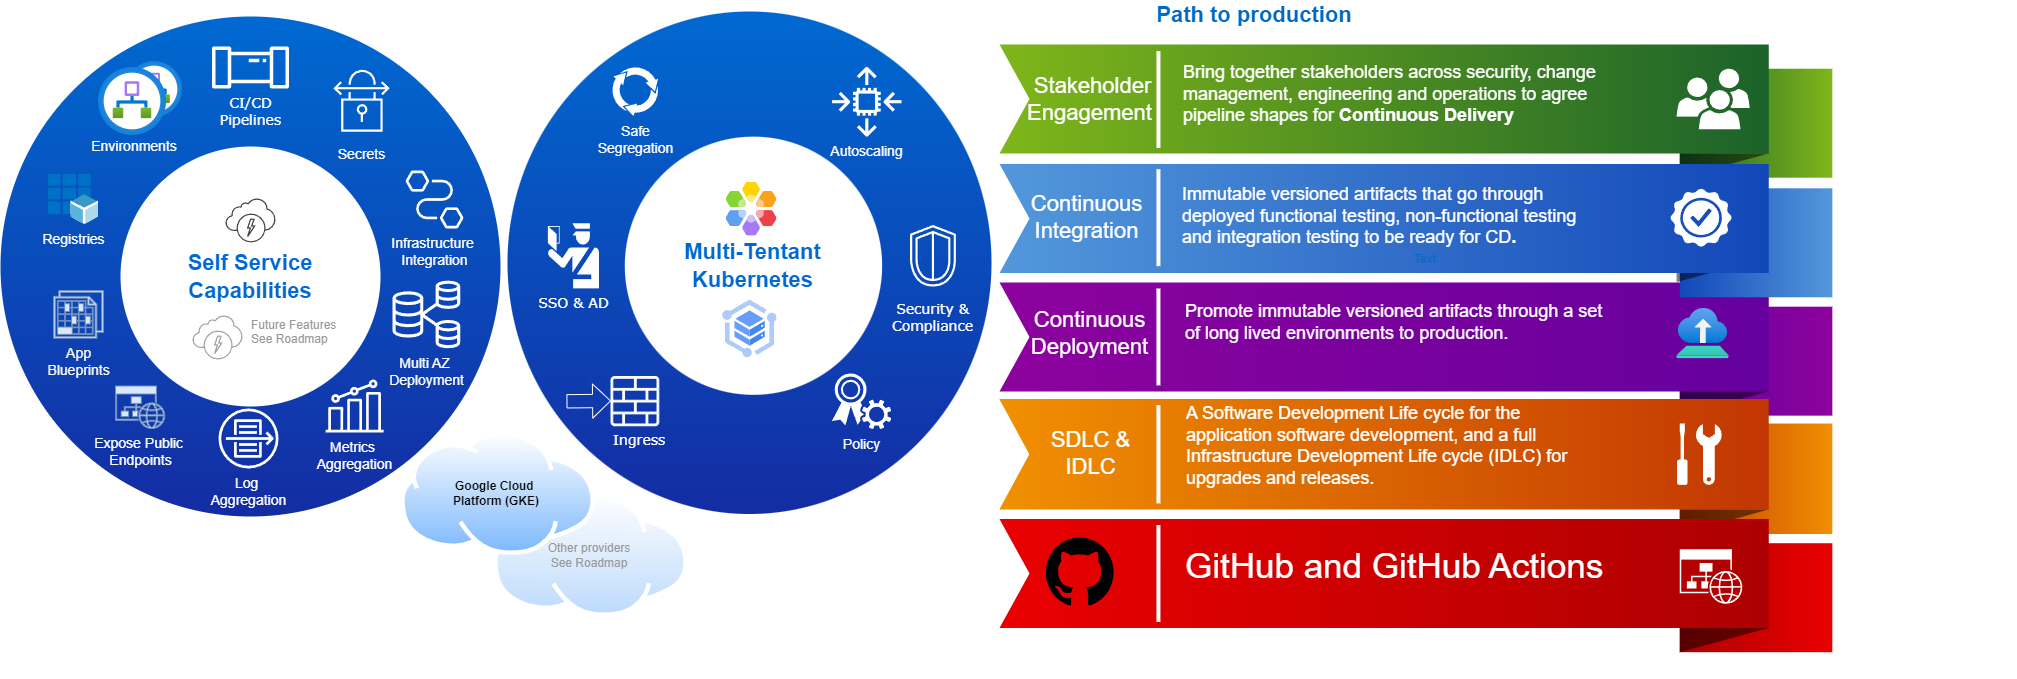 Path to production
CI/CD
Pipelines
Environments
Secrets
Registries
Infrastructure
Integration
Self Service
Capabilities
Future Features
See Roadmap
App
Blueprints
Multi AZ
Deployment
Expose Public
Endpoints
Metrics
Aggregation
Log
Aggregation
Safe
Segregation
Autoscaling
Multi-Tentant
Kubernetes
SSO & AD
Security &
Compliance
Ingress
Policy
Google Cloud
Platform (GKE)
Other providers
See Roadmap
Stakeholder
Engagement
Bring together stakeholders across security, change
management, engineering and operations to agree
pipeline shapes for Continuous Delivery
Continuous
Integration
Immutable versioned artifacts that go through
deployed functional testing, non-functional testing
and integration testing to be ready for CD.
Text
Continuous
Deployment
Promote immutable versioned artifacts through a set
of long lived environments to production.
SDLC &
IDLC
A Software Development Life cycle for the
application software development, and a full
Infrastructure Development Life cycle (IDLC) for
upgrades and releases.
GitHub and GitHub Actions